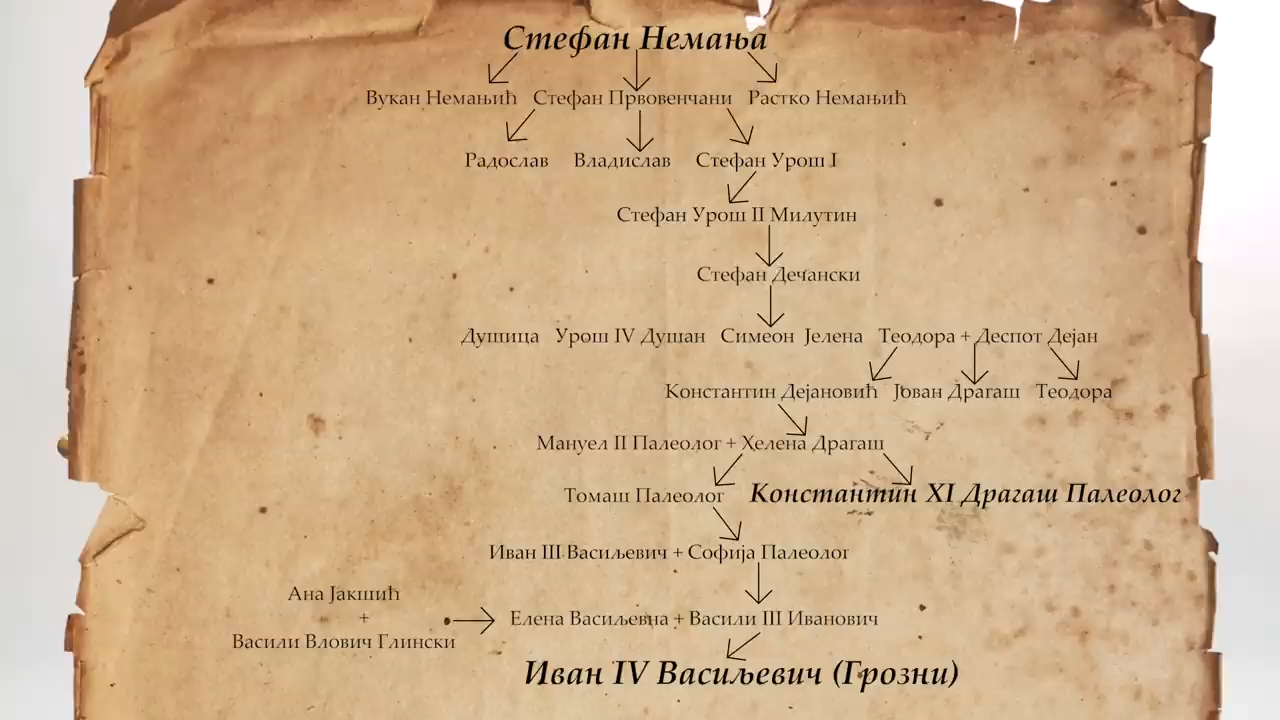 Стефан Немања
Вукан Немањић Стефан Првовенчани Растко Немањић
Радослав Владислав Стефан Урош I
Стефан Урош II Милутин
Стефан Дечански
Душица Урош IV Душан Симеон Јелена Теодора + Деспот Дејан
Константин Дејановић Јован Драгаш Теодора
Мануел II Палеолог + Хелена Драгаш
Томаш Палеолог Константин XI Драгаш Палеолог
Иван III Васиљевич + Софија Палеолог
Ана Јакшић
+
Васили Влович Глински
Елена Васиљевна + Васили III Иванович
Иван IV Васиљевич (Грозни)